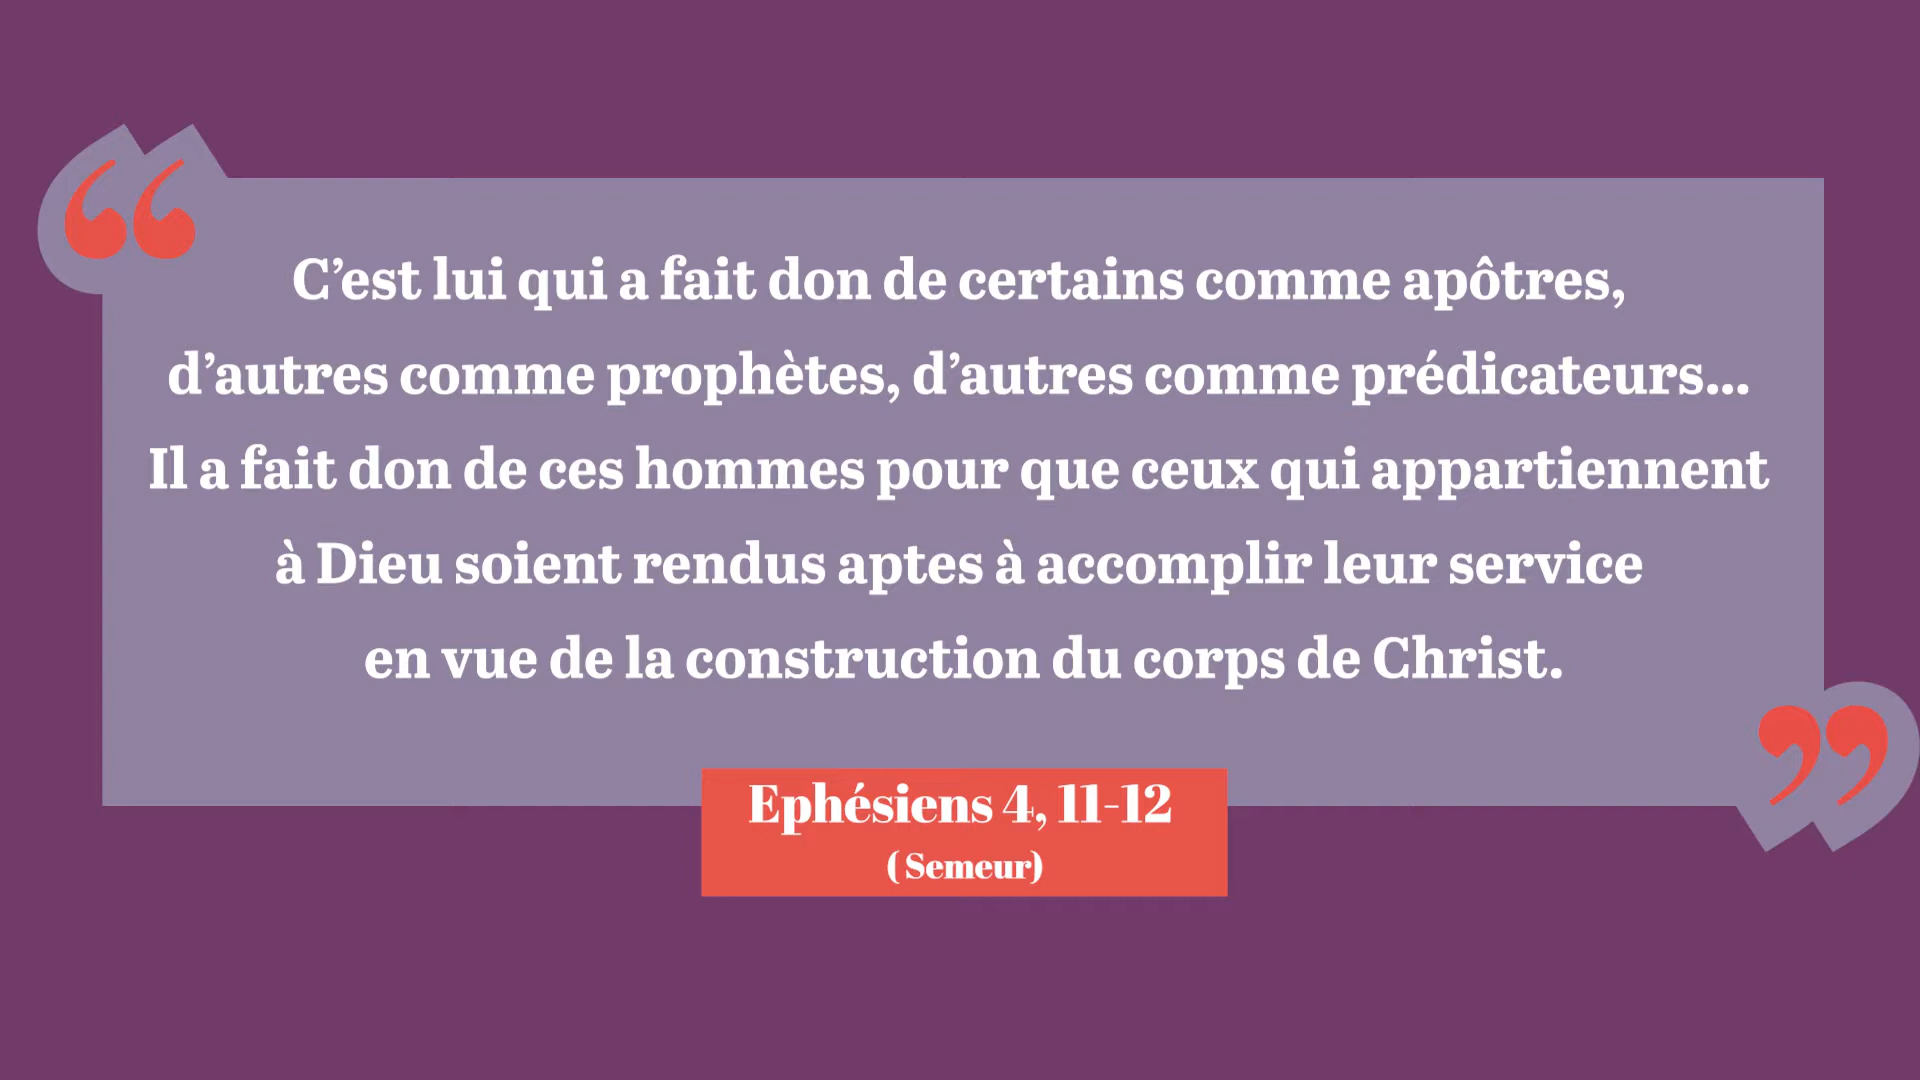 C’est lui qui a fait don de certains comme apôtres,
d’autres comme prophètes, d’autres comme prédicateurs...
Il a fait don de ces hommes pour que ceux qui appartiennent
à Dieu soient rendus aptes à accomplir leur service
en vue de la construction du corps de Christ.
Ephésiens 4, 11-12
( Semeur)